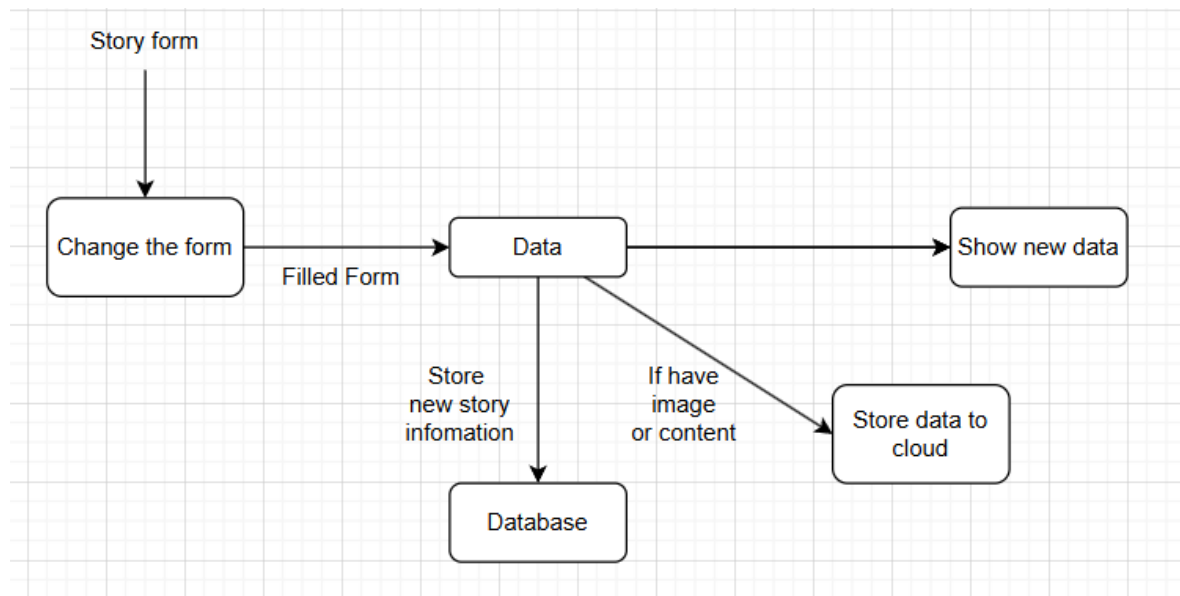 Story form
Change the form
Filled Form
Data
Show new data
Store
new story
infomation
If have
image
or content
Store data to
cloud
Database